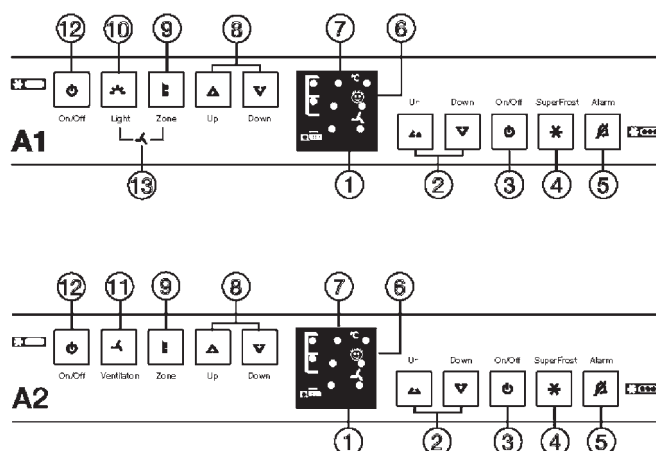 12 10 9 8 7 6
°C
Up Down On/Off SuperFrost Alarm
On/Off Light Zone Up Down
A1
13 1 2 3 4 5
12 11 9 8 7 6
°C
Up Down On/Off SuperFrost Alarm
On/Off Ventilaton Zone Up Down
A2
1 2 3 4 5